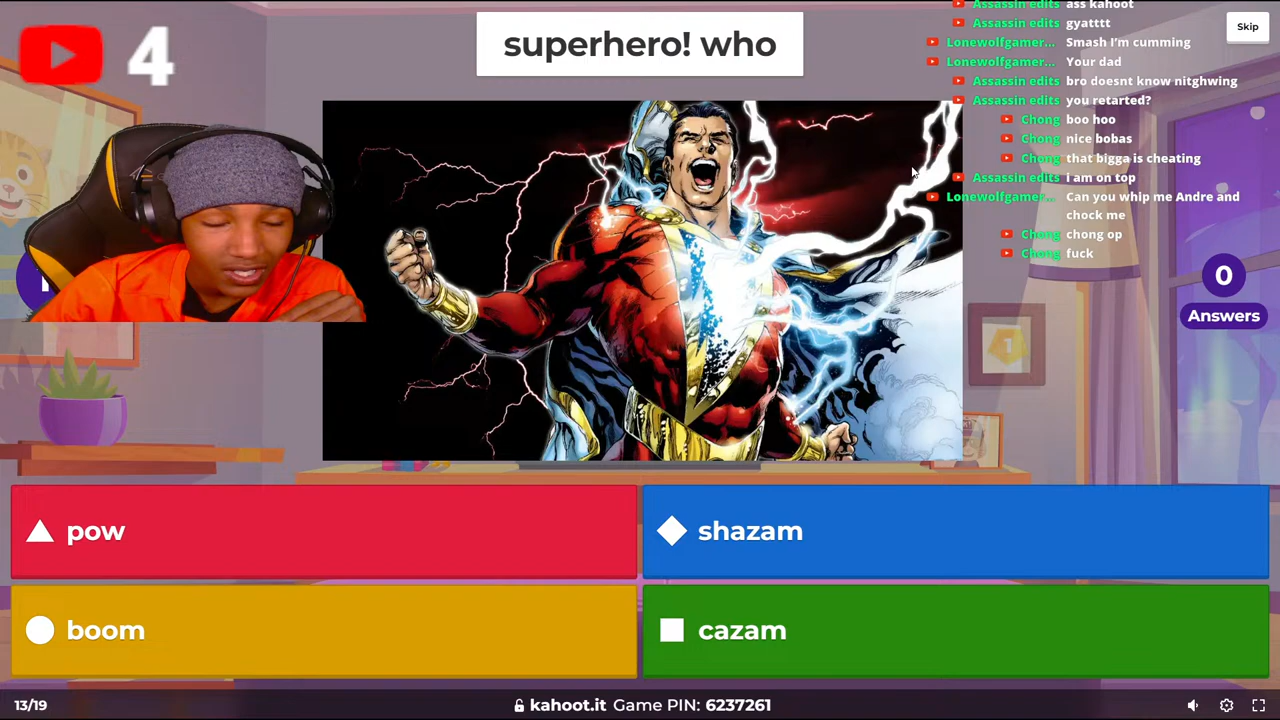 4
superhero! who
Skip
Assassin edits ass kahoot
Assassin edits gyattt
Lonewolfgamer... Smash I’m cumming
Lonewolfgamer... Your dad
Assassin edits bro doesnt know nitghwing
Assassin edits you retarted?
Chong boo hoo
Chong nice bobas
Chong that bigga is cheating
Assassin edits i am on top
Lonewolfgamer... Can you whip me Andre and
chock me
Chong chong op
Chong fuck
0
Answers
1
pow
shazam
boom
cazam
13/19
kahoot.it Game PIN: 6237261